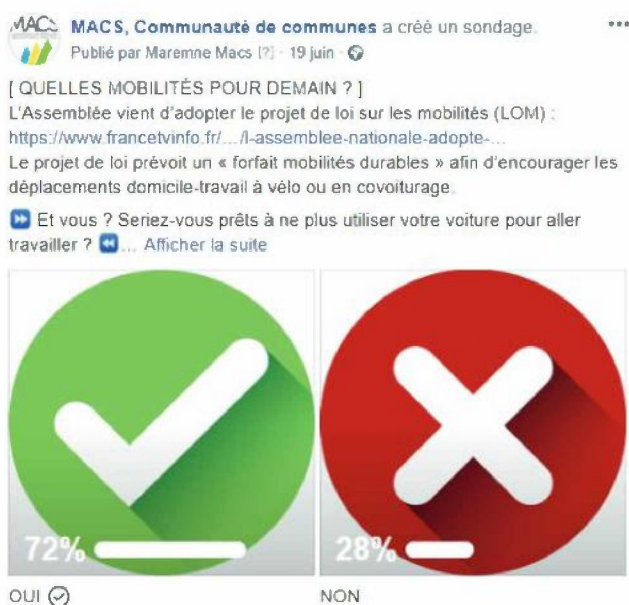 MACS
MACS, Communauté de communes a créé un sondage.
Publié par Maremne Macs [?] · 19 juin ·
[ QUELLES MOBILITÉS POUR DEMAIN ? ]
L'Assemblée vient d'adopter le projet de loi sur les mobilités (LOM) :
https://www.francetvinfo.fr/.../l-assemblee-nationale-adopte-...
Le projet de loi prévoit un « forfait mobilités durables » afin d'encourager les
déplacements domicile-travail à vélo ou en covoiturage.
Et vous ? Seriez-vous prêts à ne plus utiliser votre voiture pour aller
travailler ? ... Afficher la suite
72% 28%
OUI NON